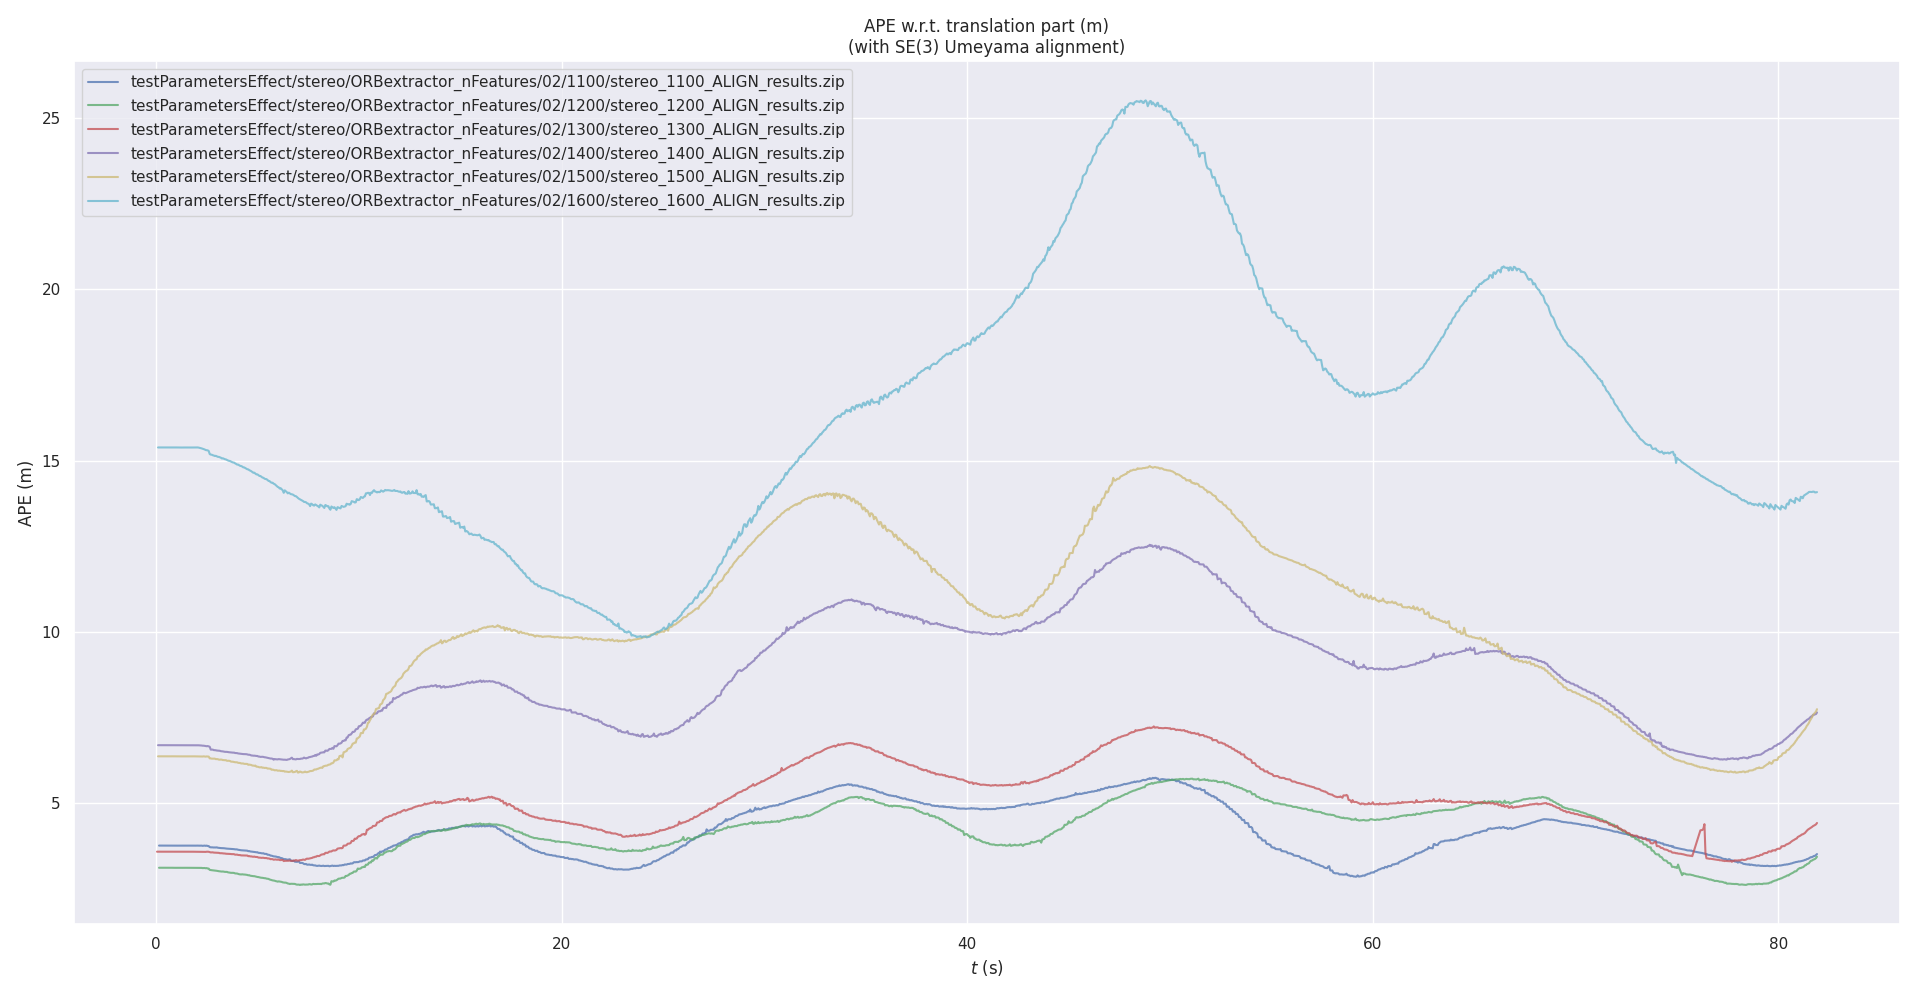 APE w.r.t. translation part (m)
(with SE(3) Umeyama alignment)
testParametersEffect/stereo/ORBextractor_nFeatures/02/1100/stereo_1100_ALIGN_results.zip
testParametersEffect/stereo/ORBextractor_nFeatures/02/1200/stereo_1200_ALIGN_results.zip
testParametersEffect/stereo/ORBextractor_nFeatures/02/1300/stereo_1300_ALIGN_results.zip
testParametersEffect/stereo/ORBextractor_nFeatures/02/1400/stereo_1400_ALIGN_results.zip
testParametersEffect/stereo/ORBextractor_nFeatures/02/1500/stereo_1500_ALIGN_results.zip
testParametersEffect/stereo/ORBextractor_nFeatures/02/1600/stereo_1600_ALIGN_results.zip
25
20
15
10
5
APE (m)
0 20 40 60 80
t (s)